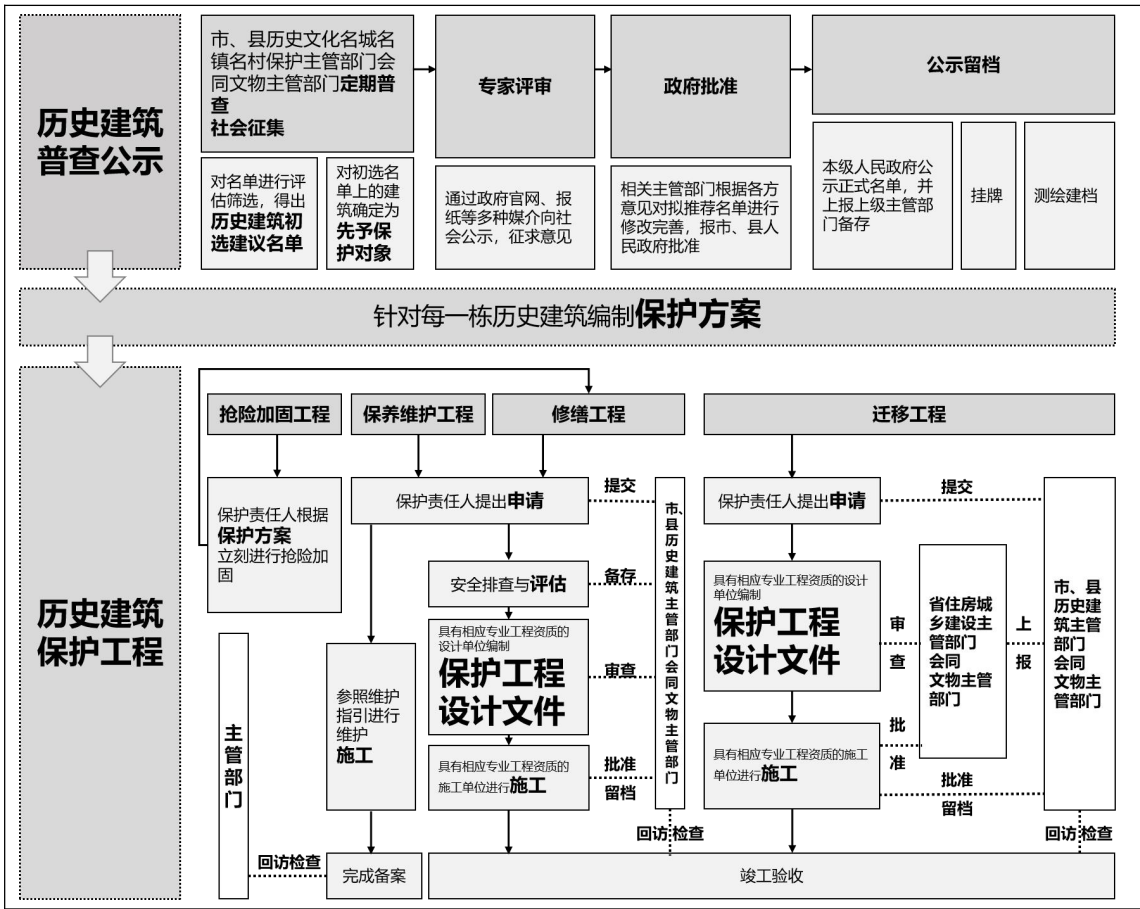 历史建筑
普查公示
市、县历史文化名城名
镇名村保护主管部门会
同文物主管部门定期普
查
社会征集
专家评审
政府批准
公示留档
对名单进行评
估筛选，得出
历史建筑初
选建议名单
对初选名
单上的建
筑确定为
先予保
护对象
通过政府官网、报
纸等多种媒介向社
会公示，征求意见
相关主管部门根据各方
意见对拟推荐名单进行
修改完善，报市、县人
民政府批准
本级人民政府公
示正式名单，并
上报上级主管部
门备存
挂牌
测绘建档
针对每一栋历史建筑编制保护方案
历史建筑
保护工程
抢险加固工程
保养维护工程
修缮工程
迁移工程
保护责任人根据
保护方案
立刻进行抢险加
固
保护责任人提出申请
提交
安全排查与评估
备存
具有相应专业工程资质的
设计单位编制
保护工程
设计文件
审查
参照维护
指引进行
维护
施工
具有相应专业工程资质的
施工单位进行施工
批准
留档
市、县历史建筑主管部门会同文物主管部门
保护责任人提出申请
提交
具有相应专业工程资质的设计
单位编制
保护工程
设计文件
审
查
省住房城
乡建设主
管部门
会同
文物主管
部门
上
报
市、县
历史建
筑主管
部门
会同
文物主
管部门
具有相应专业工程资质的施工
单位进行施工
批
准
批准
留档
主管部门
回访检查
完成备案
回访检查
竣工验收
回访检查